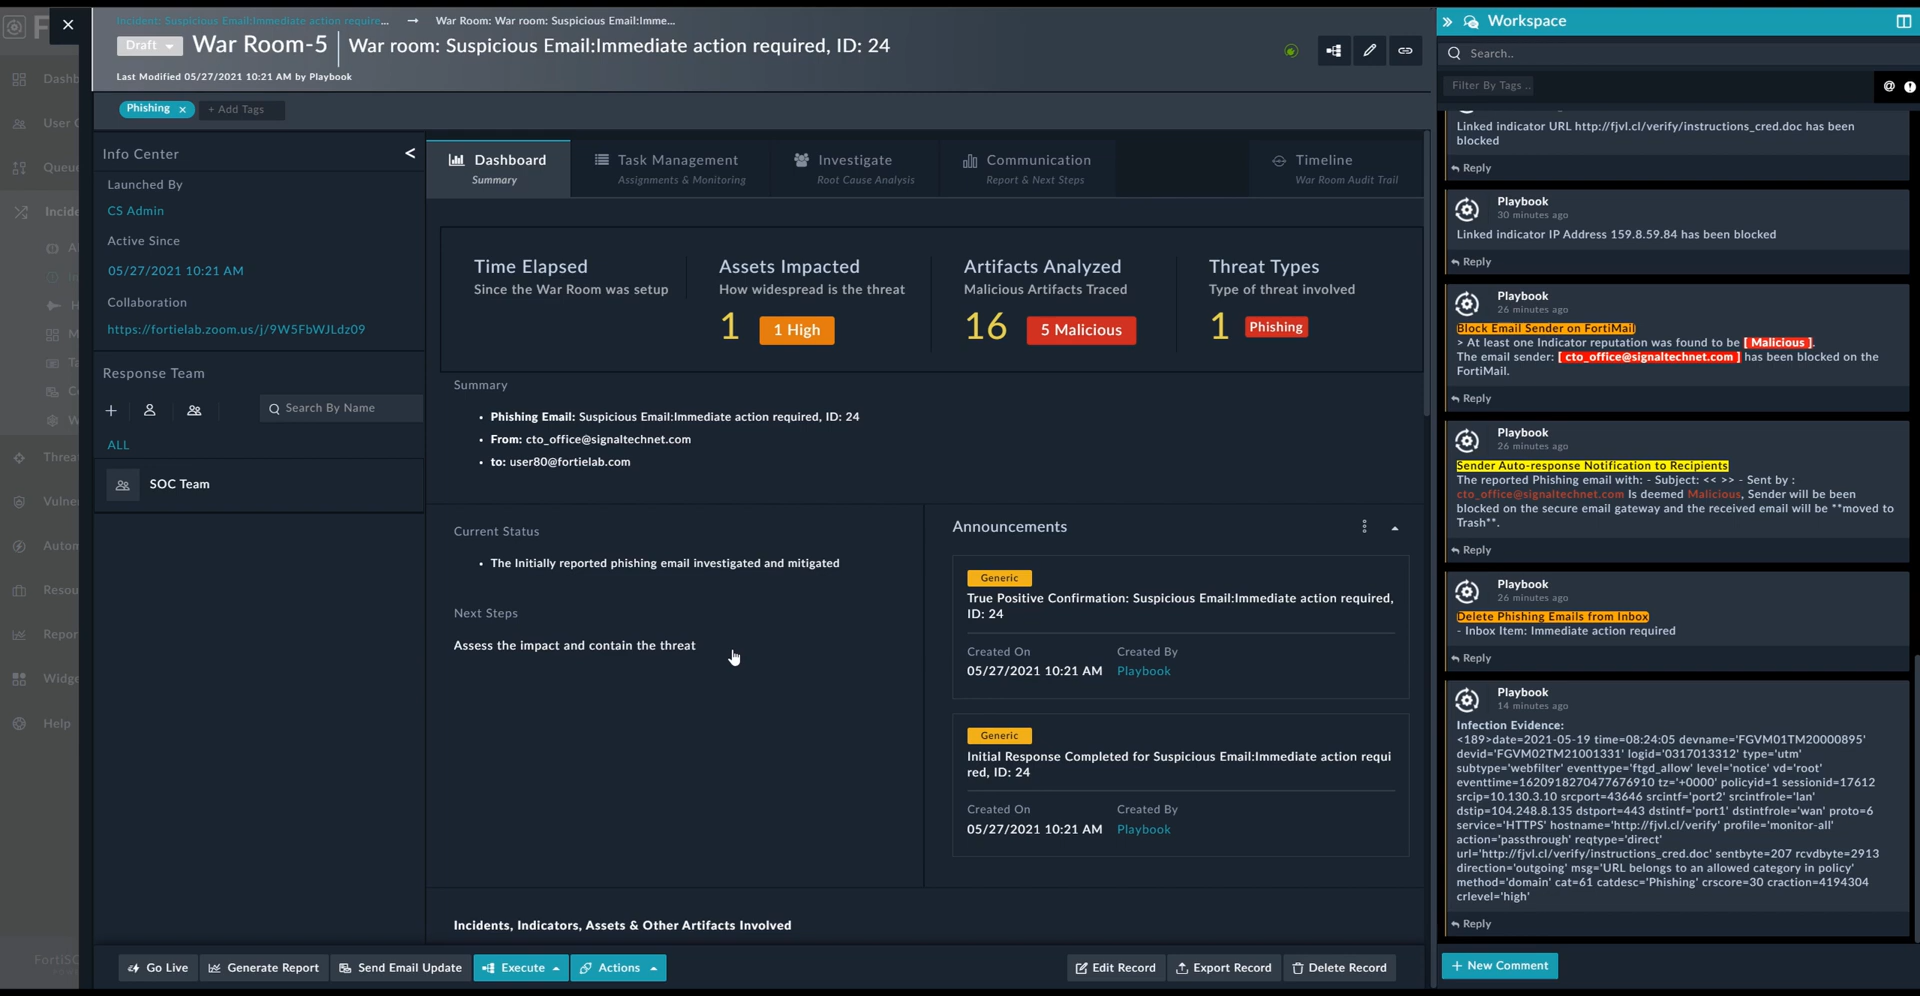 Incident: Suspicious Email:Immediate action require... → War Room: War room: Suspicious Email:Imme...
Draft War Room-5 War room: Suspicious Email:Immediate action required, ID: 24
Last Modified 05/27/2021 10:21 AM by Playbook
Phishing × + Add Tags
Info Center <
Launched By
CS Admin
Active Since
05/27/2021 10:21 AM
Collaboration
https://fortielab.zoom.us/j/9W5FbWJLdz09
Response Team
+ Search By Name
ALL
SOC Team
Dashboard
Summary
Task Management
Assignments & Monitoring
Investigate
Root Cause Analysis
Communication
Report & Next Steps
Timeline
War Room Audit Trail
Time Elapsed
Since the War Room was setup
Assets Impacted
How widespread is the threat
1 1 High
Artifacts Analyzed
Malicious Artifacts Traced
16 5 Malicious
Threat Types
Type of threat involved
1 Phishing
Summary
• Phishing Email: Suspicious Email:Immediate action required, ID: 24
• From: cto_office@signaltechnet.com
• to: user80@fortielab.com
Current Status
• The Initially reported phishing email investigated and mitigated
Next Steps
Assess the impact and contain the threat
Announcements
Generic
True Positive Confirmation: Suspicious Email:Immediate action required,
ID: 24
Created On Created By
05/27/2021 10:21 AM Playbook
Generic
Initial Response Completed for Suspicious Email:Immediate action requi
red, ID: 24
Created On Created By
05/27/2021 10:21 AM Playbook
Incidents, Indicators, Assets & Other Artifacts Involved
Go Live Generate Report Send Email Update Execute Actions Edit Record Export Record Delete Record
Workspace
Search..
Filter By Tags ..
@
Linked indicator URL http://fjvl.cl/verify/instructions_cred.doc has been
blocked
Reply
Playbook
30 minutes ago
Linked indicator IP Address 159.8.59.84 has been blocked
Reply
Playbook
26 minutes ago
Block Email Sender on FortiMail
> At least one Indicator reputation was found to be [ Malicious ].
The email sender: [ cto_office@signaltechnet.com ] has been blocked on the
FortiMail.
Reply
Playbook
26 minutes ago
Sender Auto-response Notification to Recipients
The reported Phishing email with: - Subject: << >> - Sent by :
cto_office@signaltechnet.com Is deemed Malicious, Sender will be been
blocked on the secure email gateway and the received email will be **moved to
Trash**.
Reply
Playbook
26 minutes ago
Delete Phishing Emails from Inbox
- Inbox Item: Immediate action required
Reply
Playbook
14 minutes ago
Infection Evidence:
<189>date=2021-05-19 time=08:24:05 devname='FGVM01TM20000895'
devid='FGVM02TM21001331' logid='0317013312' type='utm'
subtype='webfilter' eventtype='ftgd_allow' level='notice' vd='root'
eventtime=1620918270477676910 tz='+0000' policyid=1 sessionid=17612
srcip=10.130.3.10 srcport=43646 srcintf='port2' srcintfrole='lan'
dstip=104.248.8.135 dstport=443 dstintf='port1' dstintfrole='wan' proto=6
service='HTTPS' hostname='http://fjvl.cl/verify' profile='monitor-all'
action='passthrough' reqtype='direct'
url='http://fjvl.cl/verify/instructions_cred.doc' sentbyte=207 rcvdbyte=2913
direction='outgoing' msg='URL belongs to an allowed category in policy'
method='domain' cat=61 catdesc='Phishing' crscore=30 craction=4194304
crlevel='high'
Reply
+ New Comment
Help